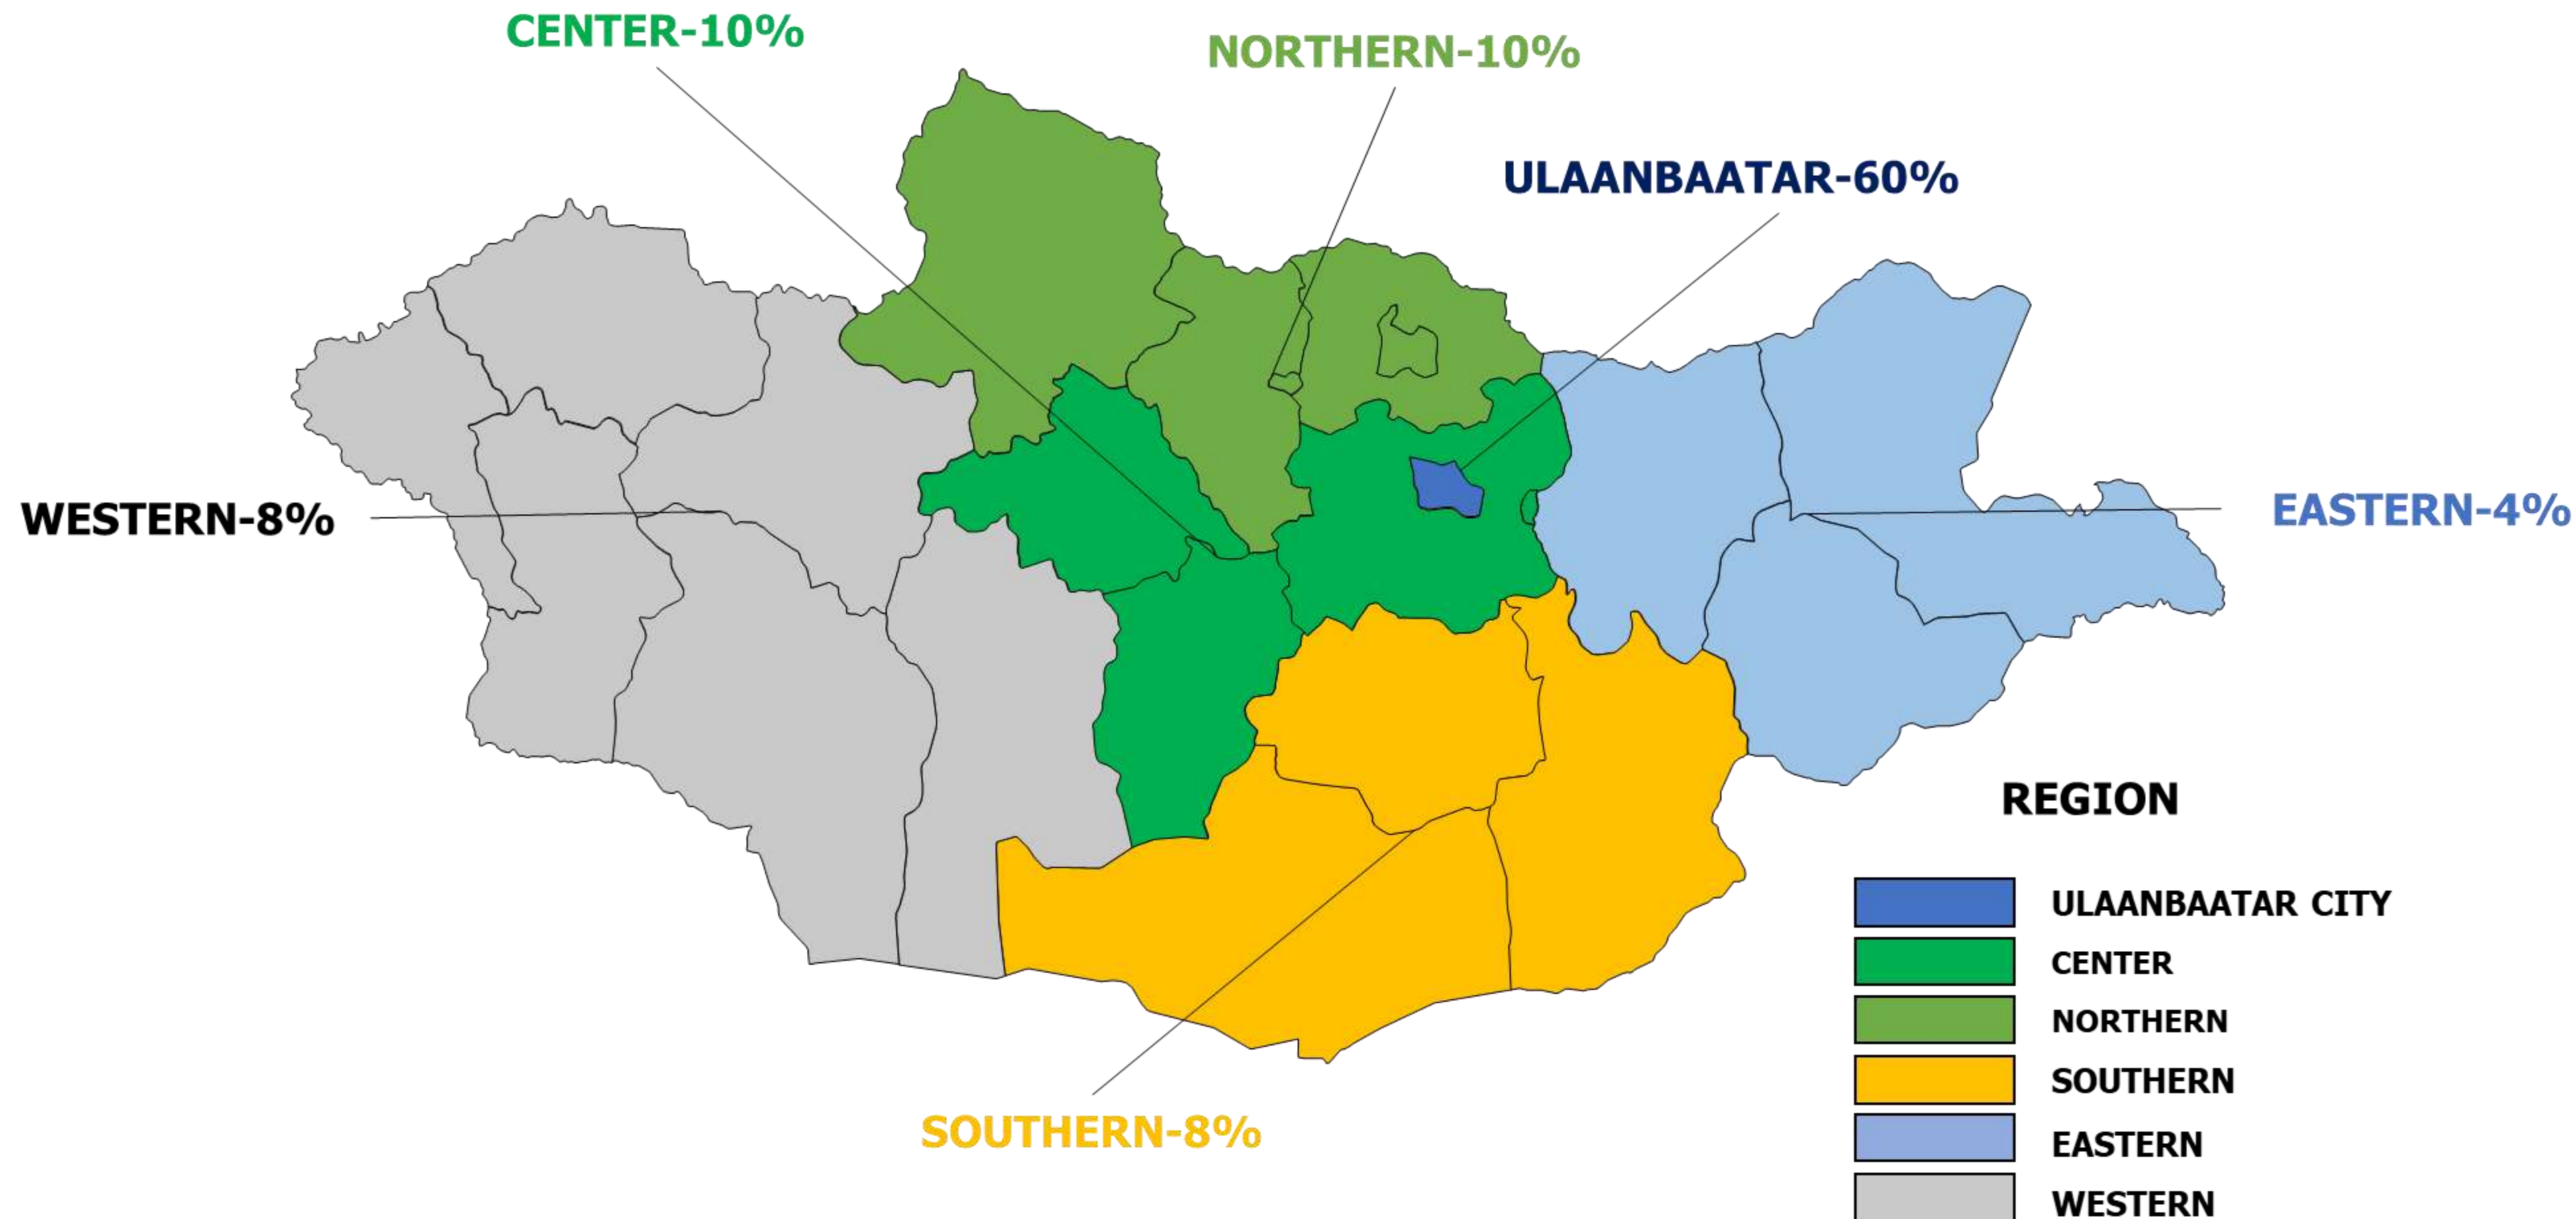 CENTER-10%
NORTHERN-10%
ULAANBAATAR-60%
WESTERN-8%
EASTERN-4%
SOUTHERN-8%
REGION
ULAANBAATAR CITY
CENTER
NORTHERN
SOUTHERN
EASTERN
WESTERN